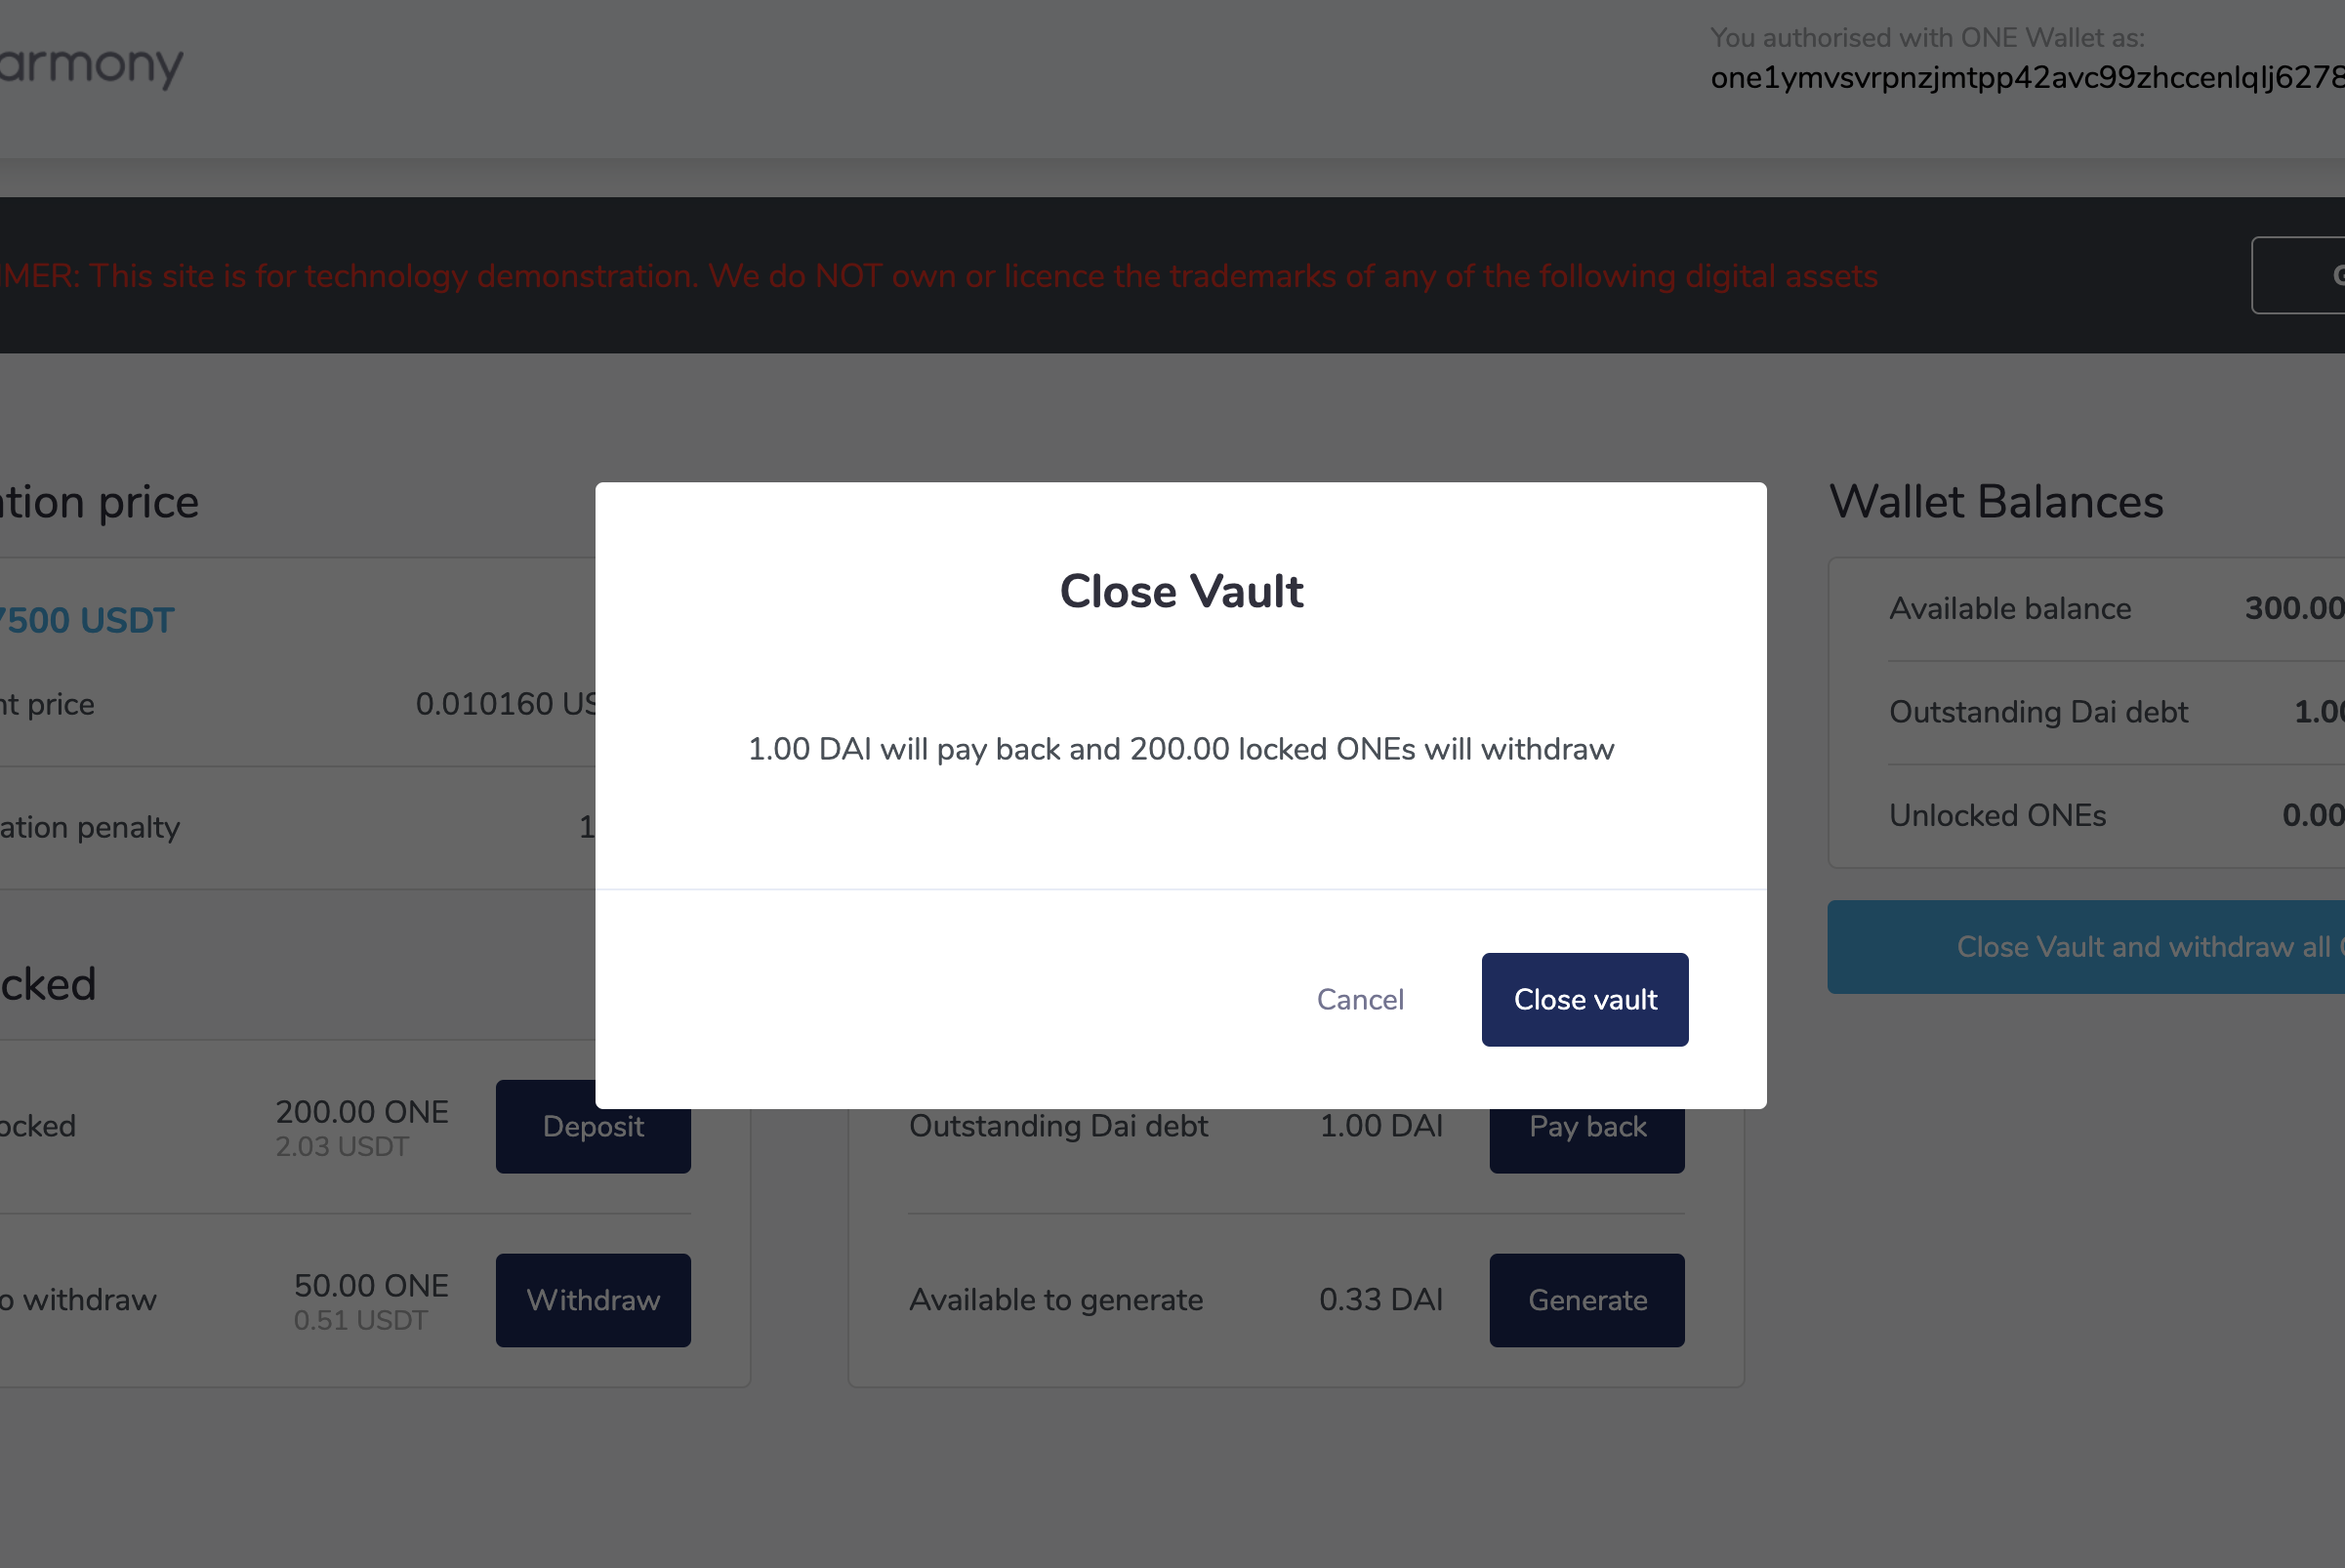 armony
You authorised with ONE Wallet as:
one1ymvsvrpnzjmtpp42avc99zhccenlqlj6278
IMER: This site is for technology demonstration. We do NOT own or licence the trademarks of any of the following digital assets
tion price
7500 USDT
nt price 0.010160 US
ation penalty 1
Close Vault
1.00 DAI will pay back and 200.00 locked ONEs will withdraw
Cancel
Close vault
Wallet Balances
Available balance 300.00
Outstanding Dai debt 1.00
Unlocked ONEs 0.00
Close Vault and withdraw all
cked
ocked 200.00 ONE
2.03 USDT
Deposit
o withdraw 50.00 ONE
0.51 USDT
Withdraw
Outstanding Dai debt 1.00 DAI Pay back
Available to generate 0.33 DAI Generate